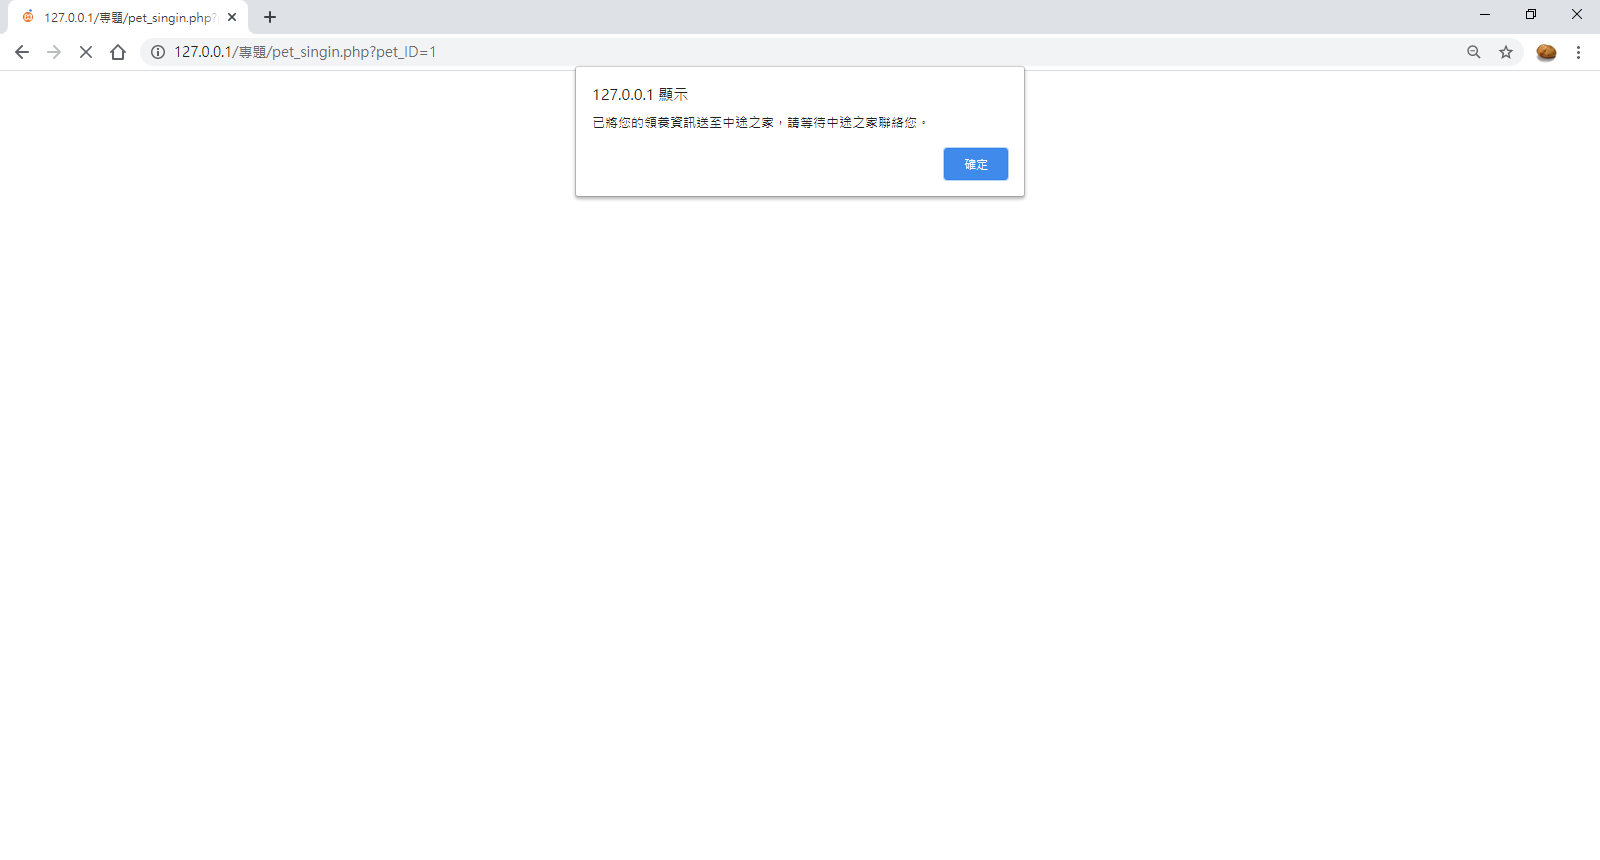 127.0.0.1/專題/pet_singin.php?
127.0.0.1/專題/pet_singin.php?pet_ID=1
127.0.0.1 顯示
已將您的領養資訊送至中途之家，請等待中途之家聯絡您。
確定